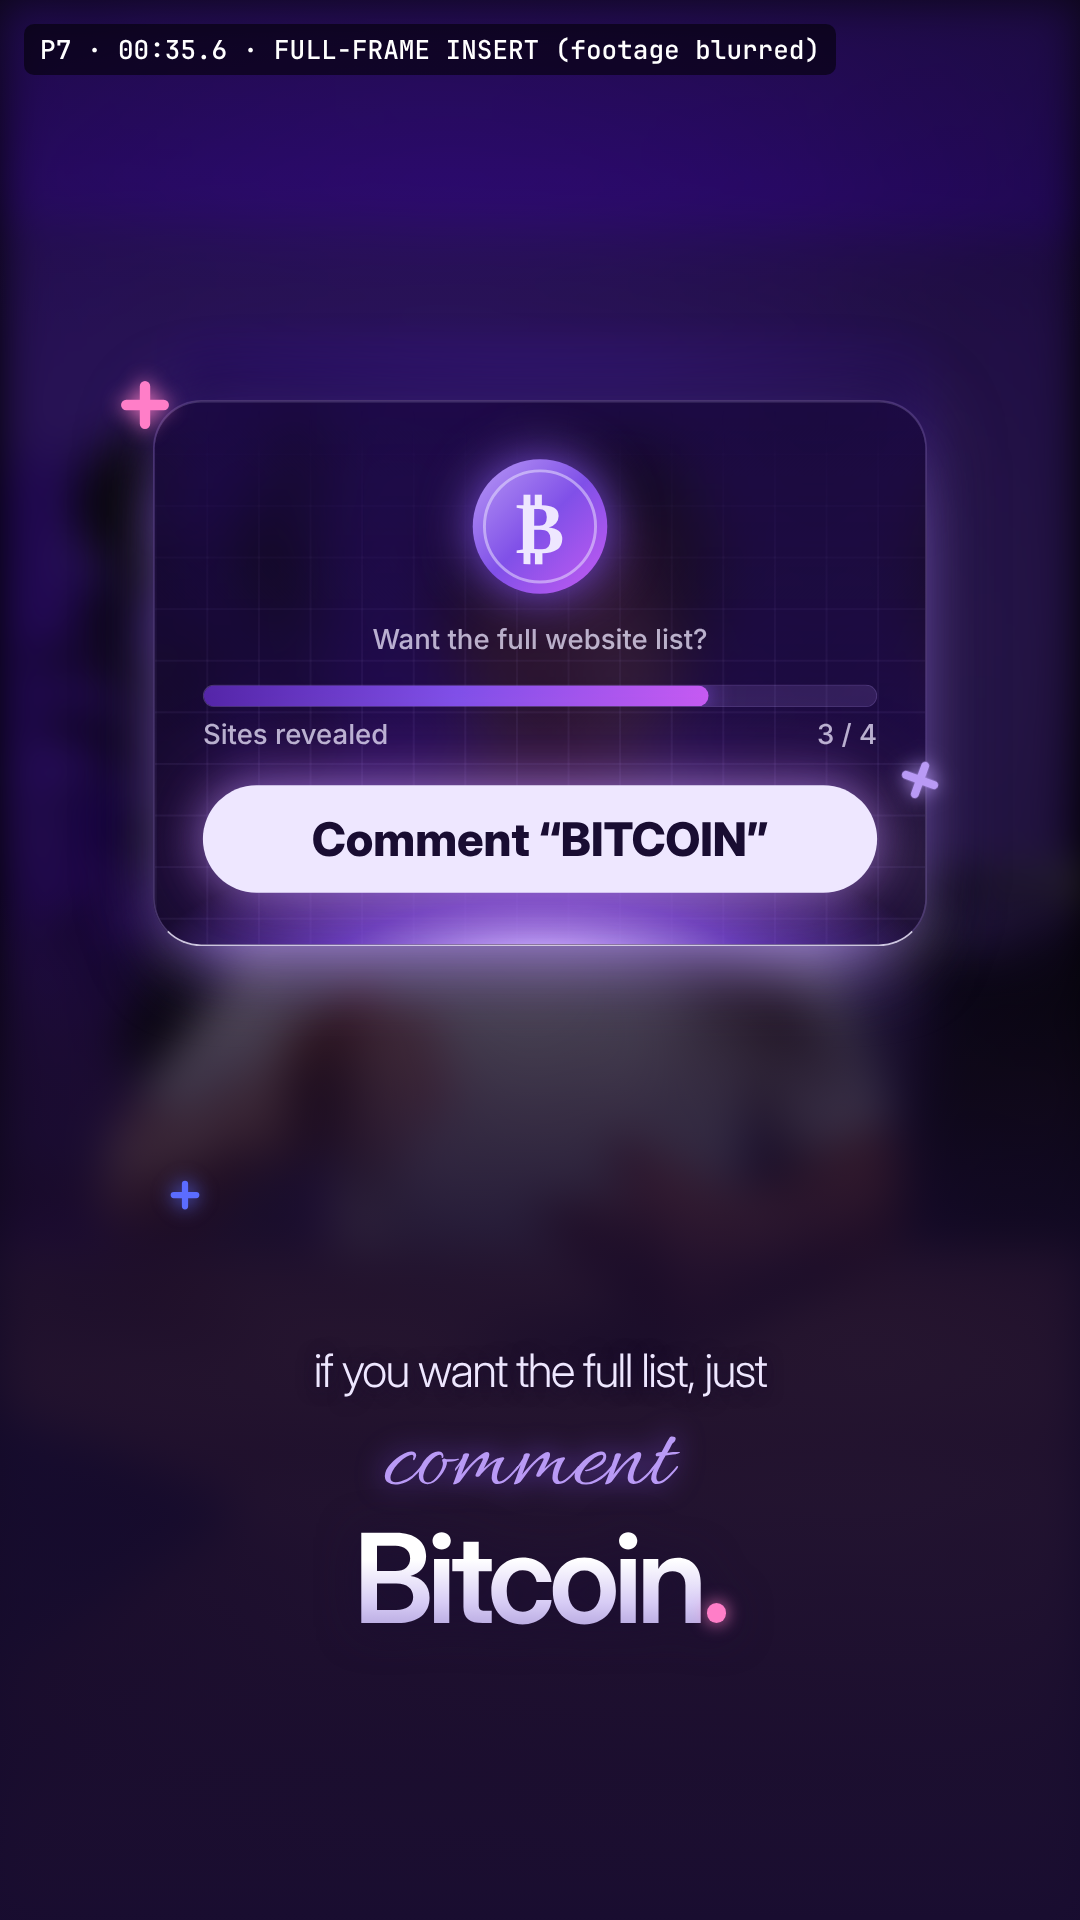 P7 · 00:35.6 · FULL-FRAME INSERT (footage blurred)
₿
Want the full website list?
Sites revealed 3 / 4
Comment “BITCOIN”
if you want the full list, just
comment
Bitcoin.